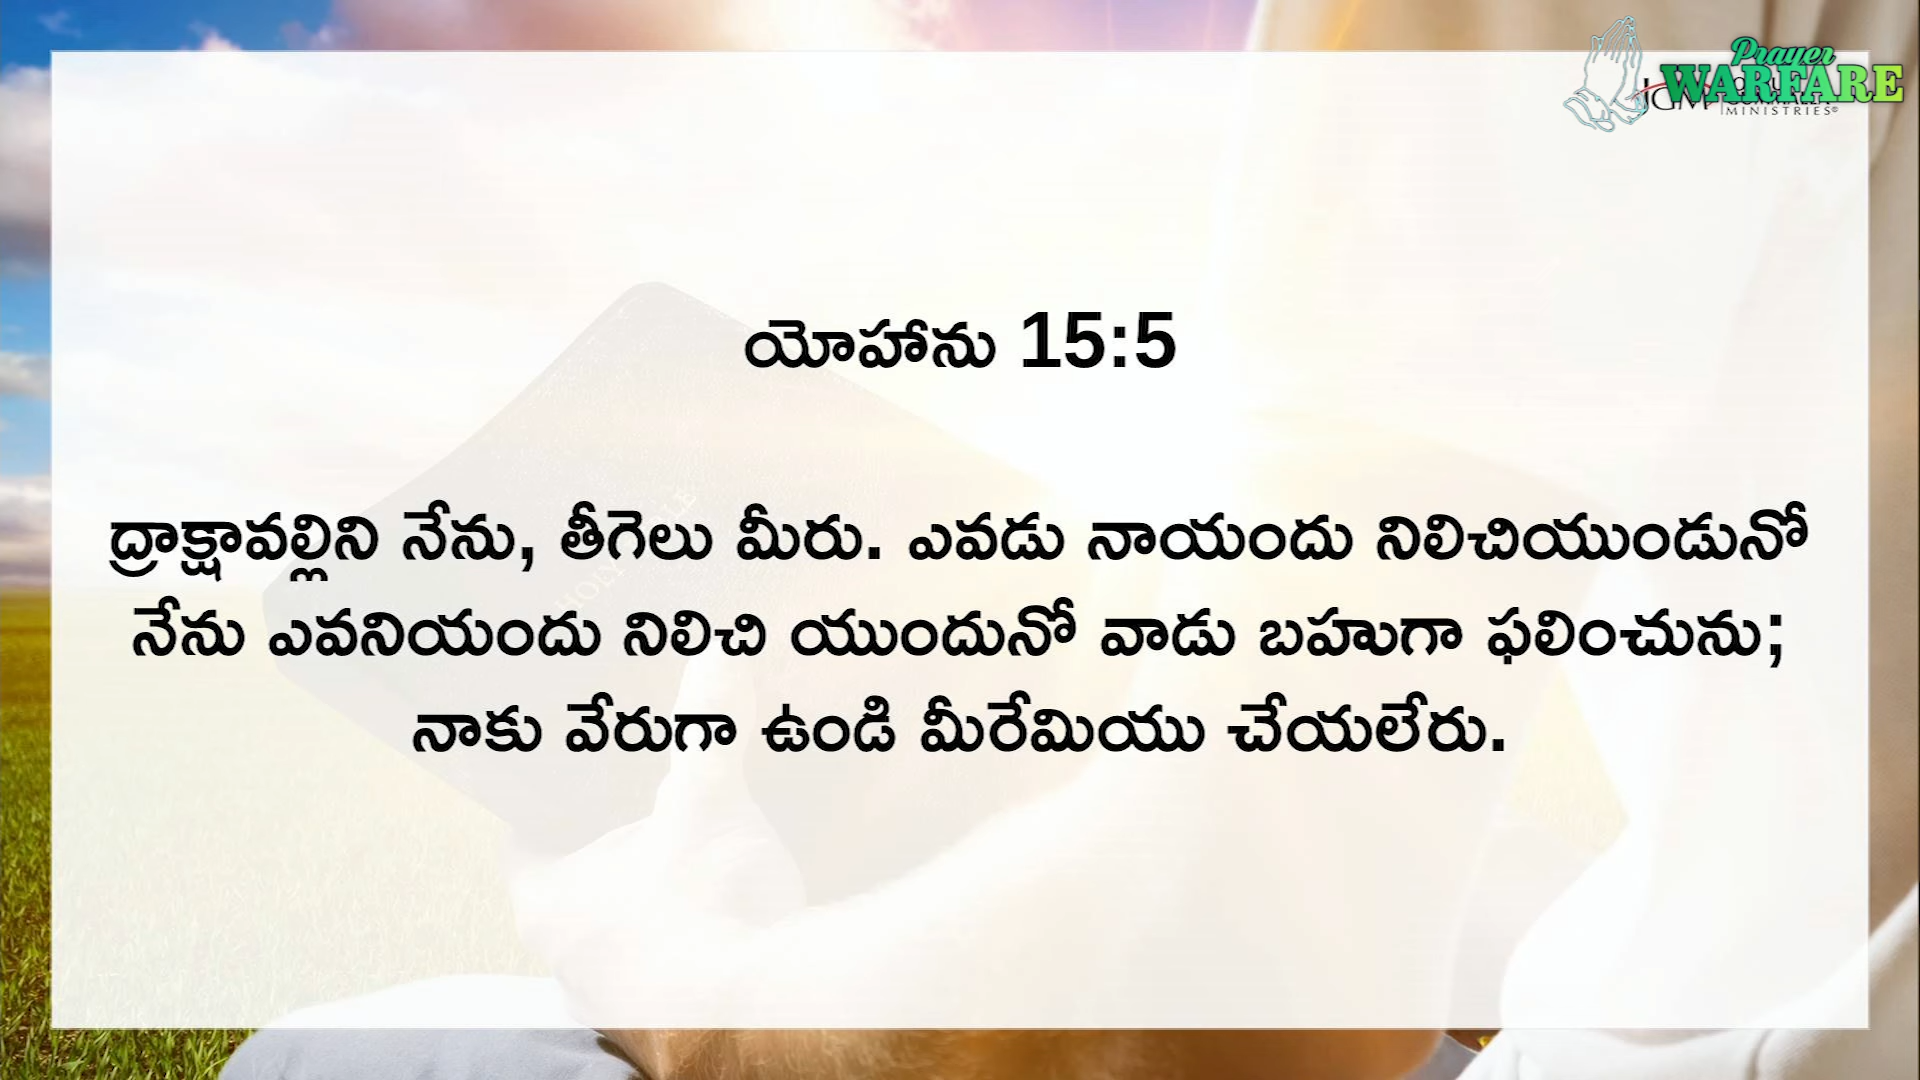 Prayer
WARFARE
MINISTRIES
యోహాను 15:5
ద్రాక్షావల్లిని నేను, తీగెలు మీరు. ఎవడు నాయందు నిలిచియుండునో
నేను ఎవనియందు నిలిచి యుందునో వాడు బహుగా ఫలించును;
నాకు వేరుగా ఉండి మీరేమియు చేయలేరు.